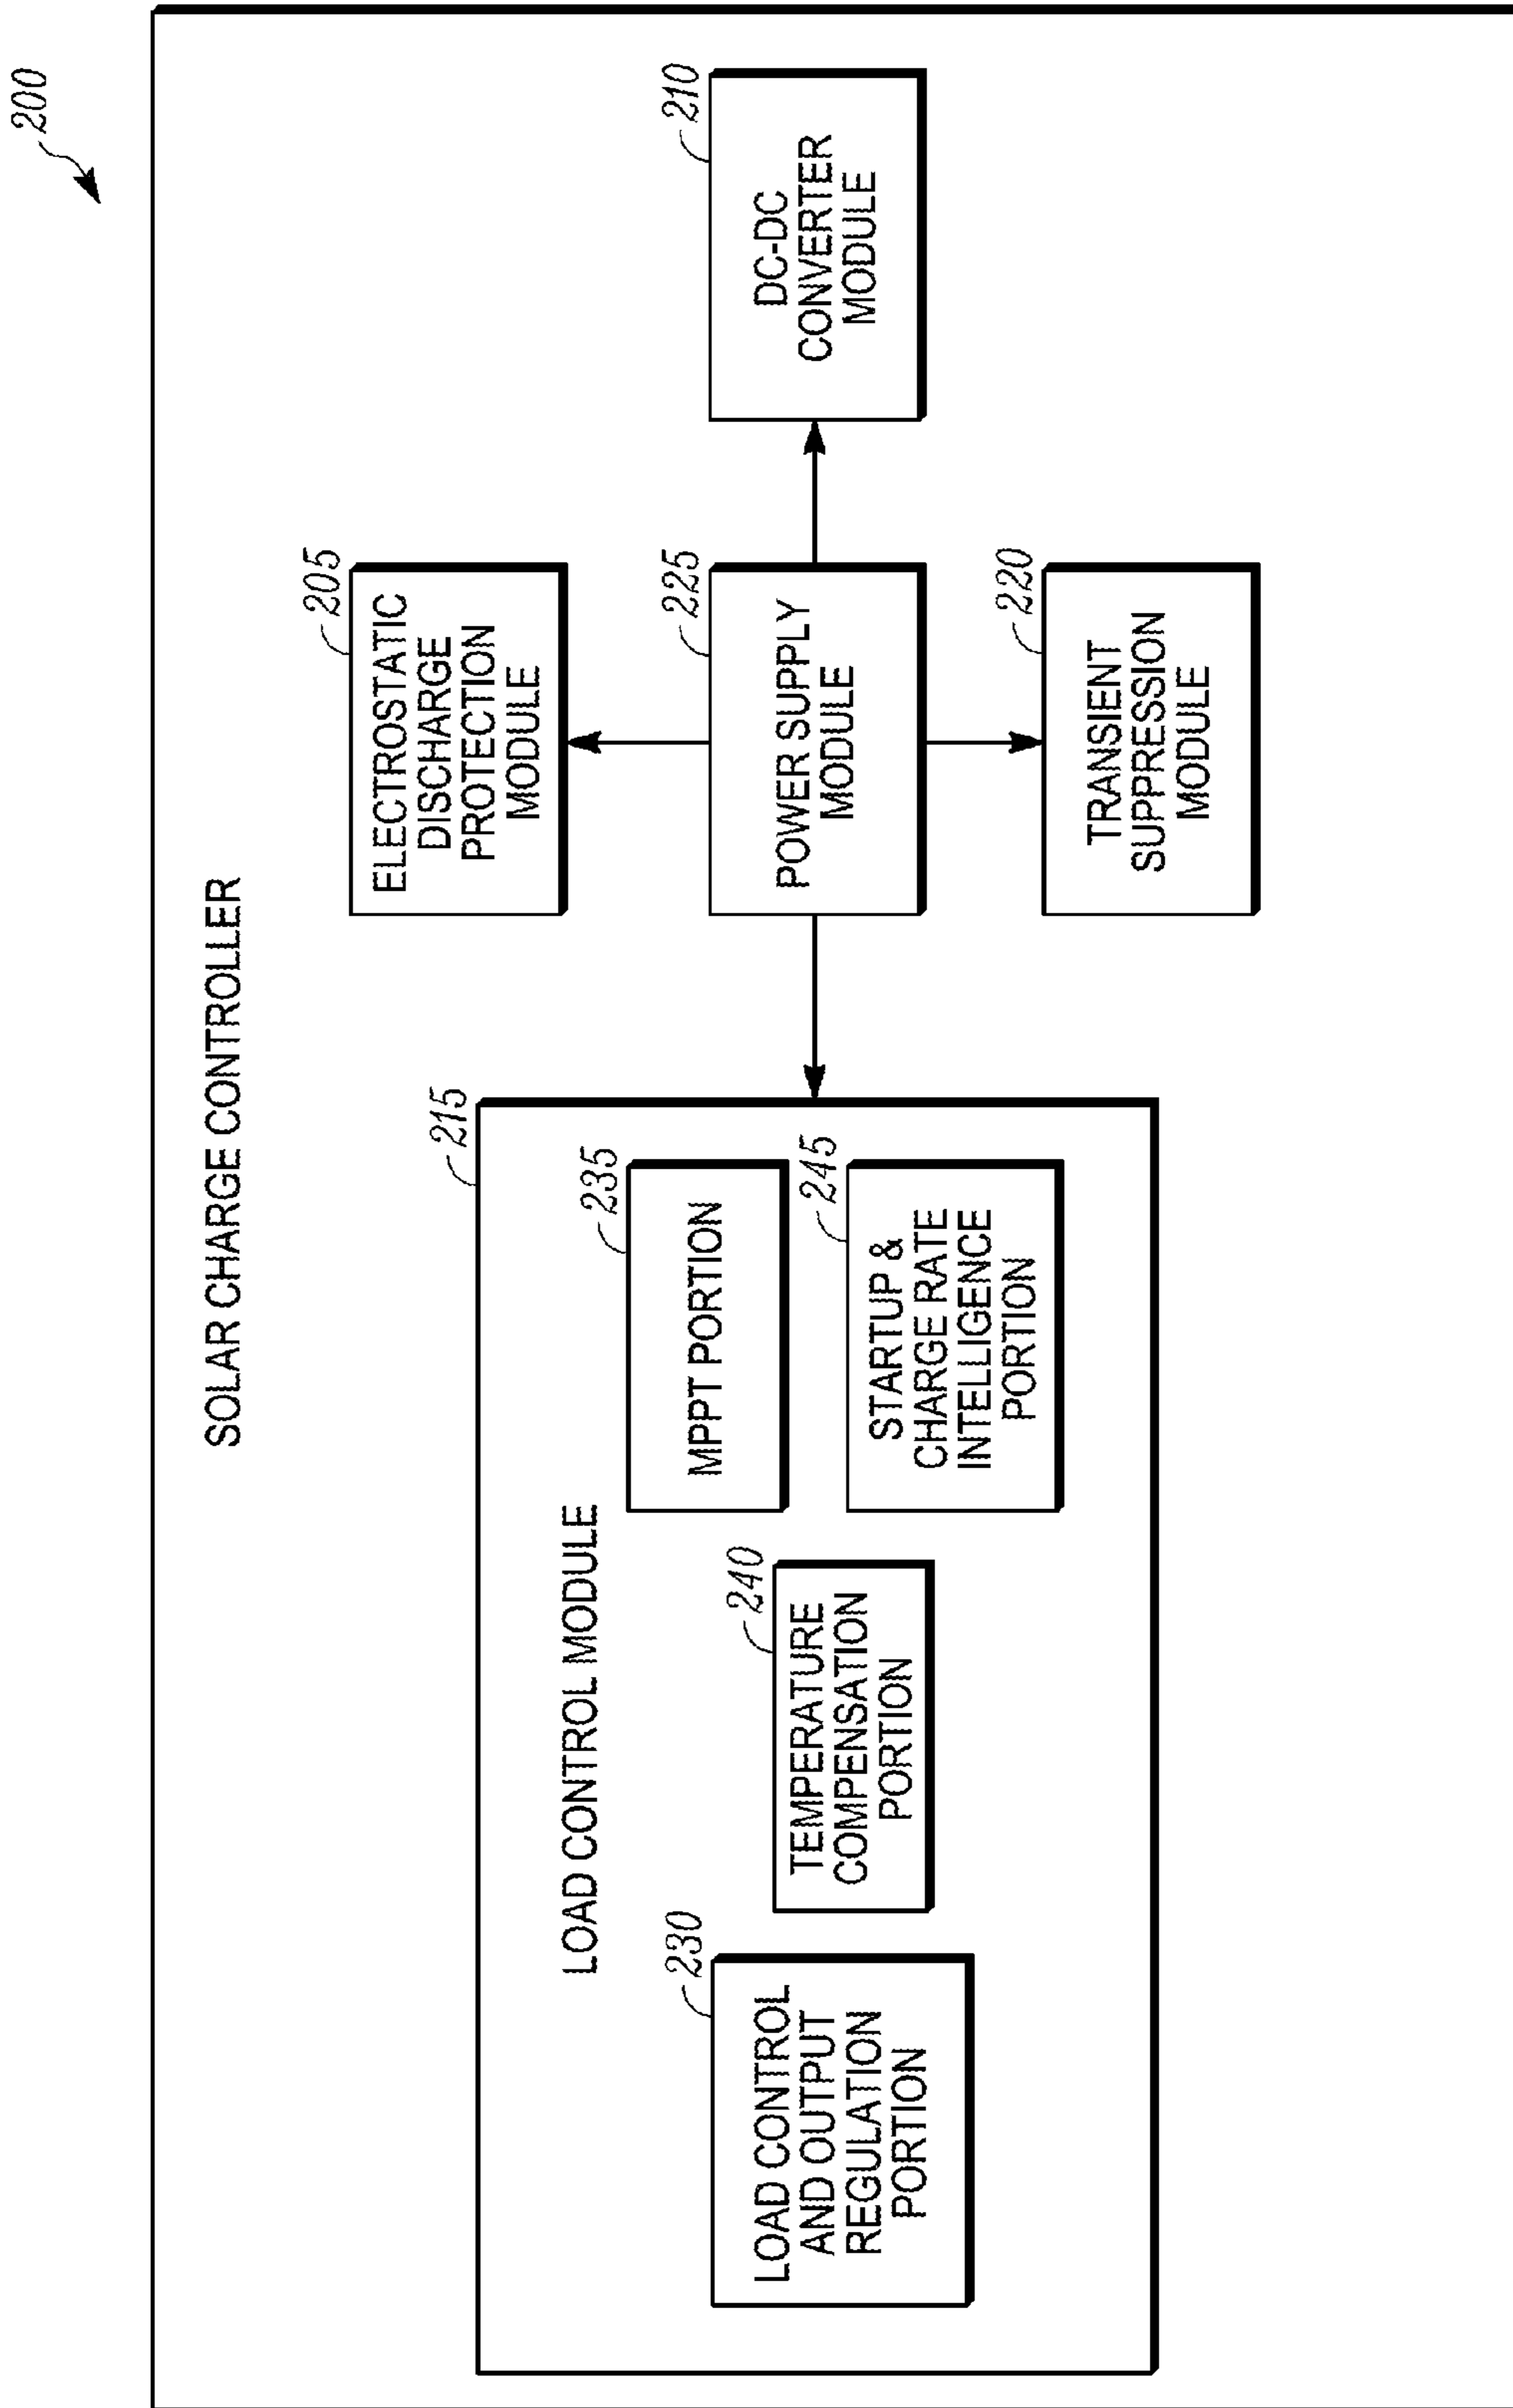 200
SOLAR CHARGE CONTROLLER
215
LOAD CONTROL MODULE
230
LOAD CONTROL
AND OUTPUT
REGULATION
PORTION
240
TEMPERATURE
COMPENSATION
PORTION
235
MPPT PORTION
245
STARTUP &
CHARGE RATE
INTELLIGENCE
PORTION
205
ELECTROSTATIC
DISCHARGE
PROTECTION
MODULE
225
POWER SUPPLY
MODULE
220
TRANSIENT
SUPPRESSION
MODULE
210
DC-DC
CONVERTER
MODULE